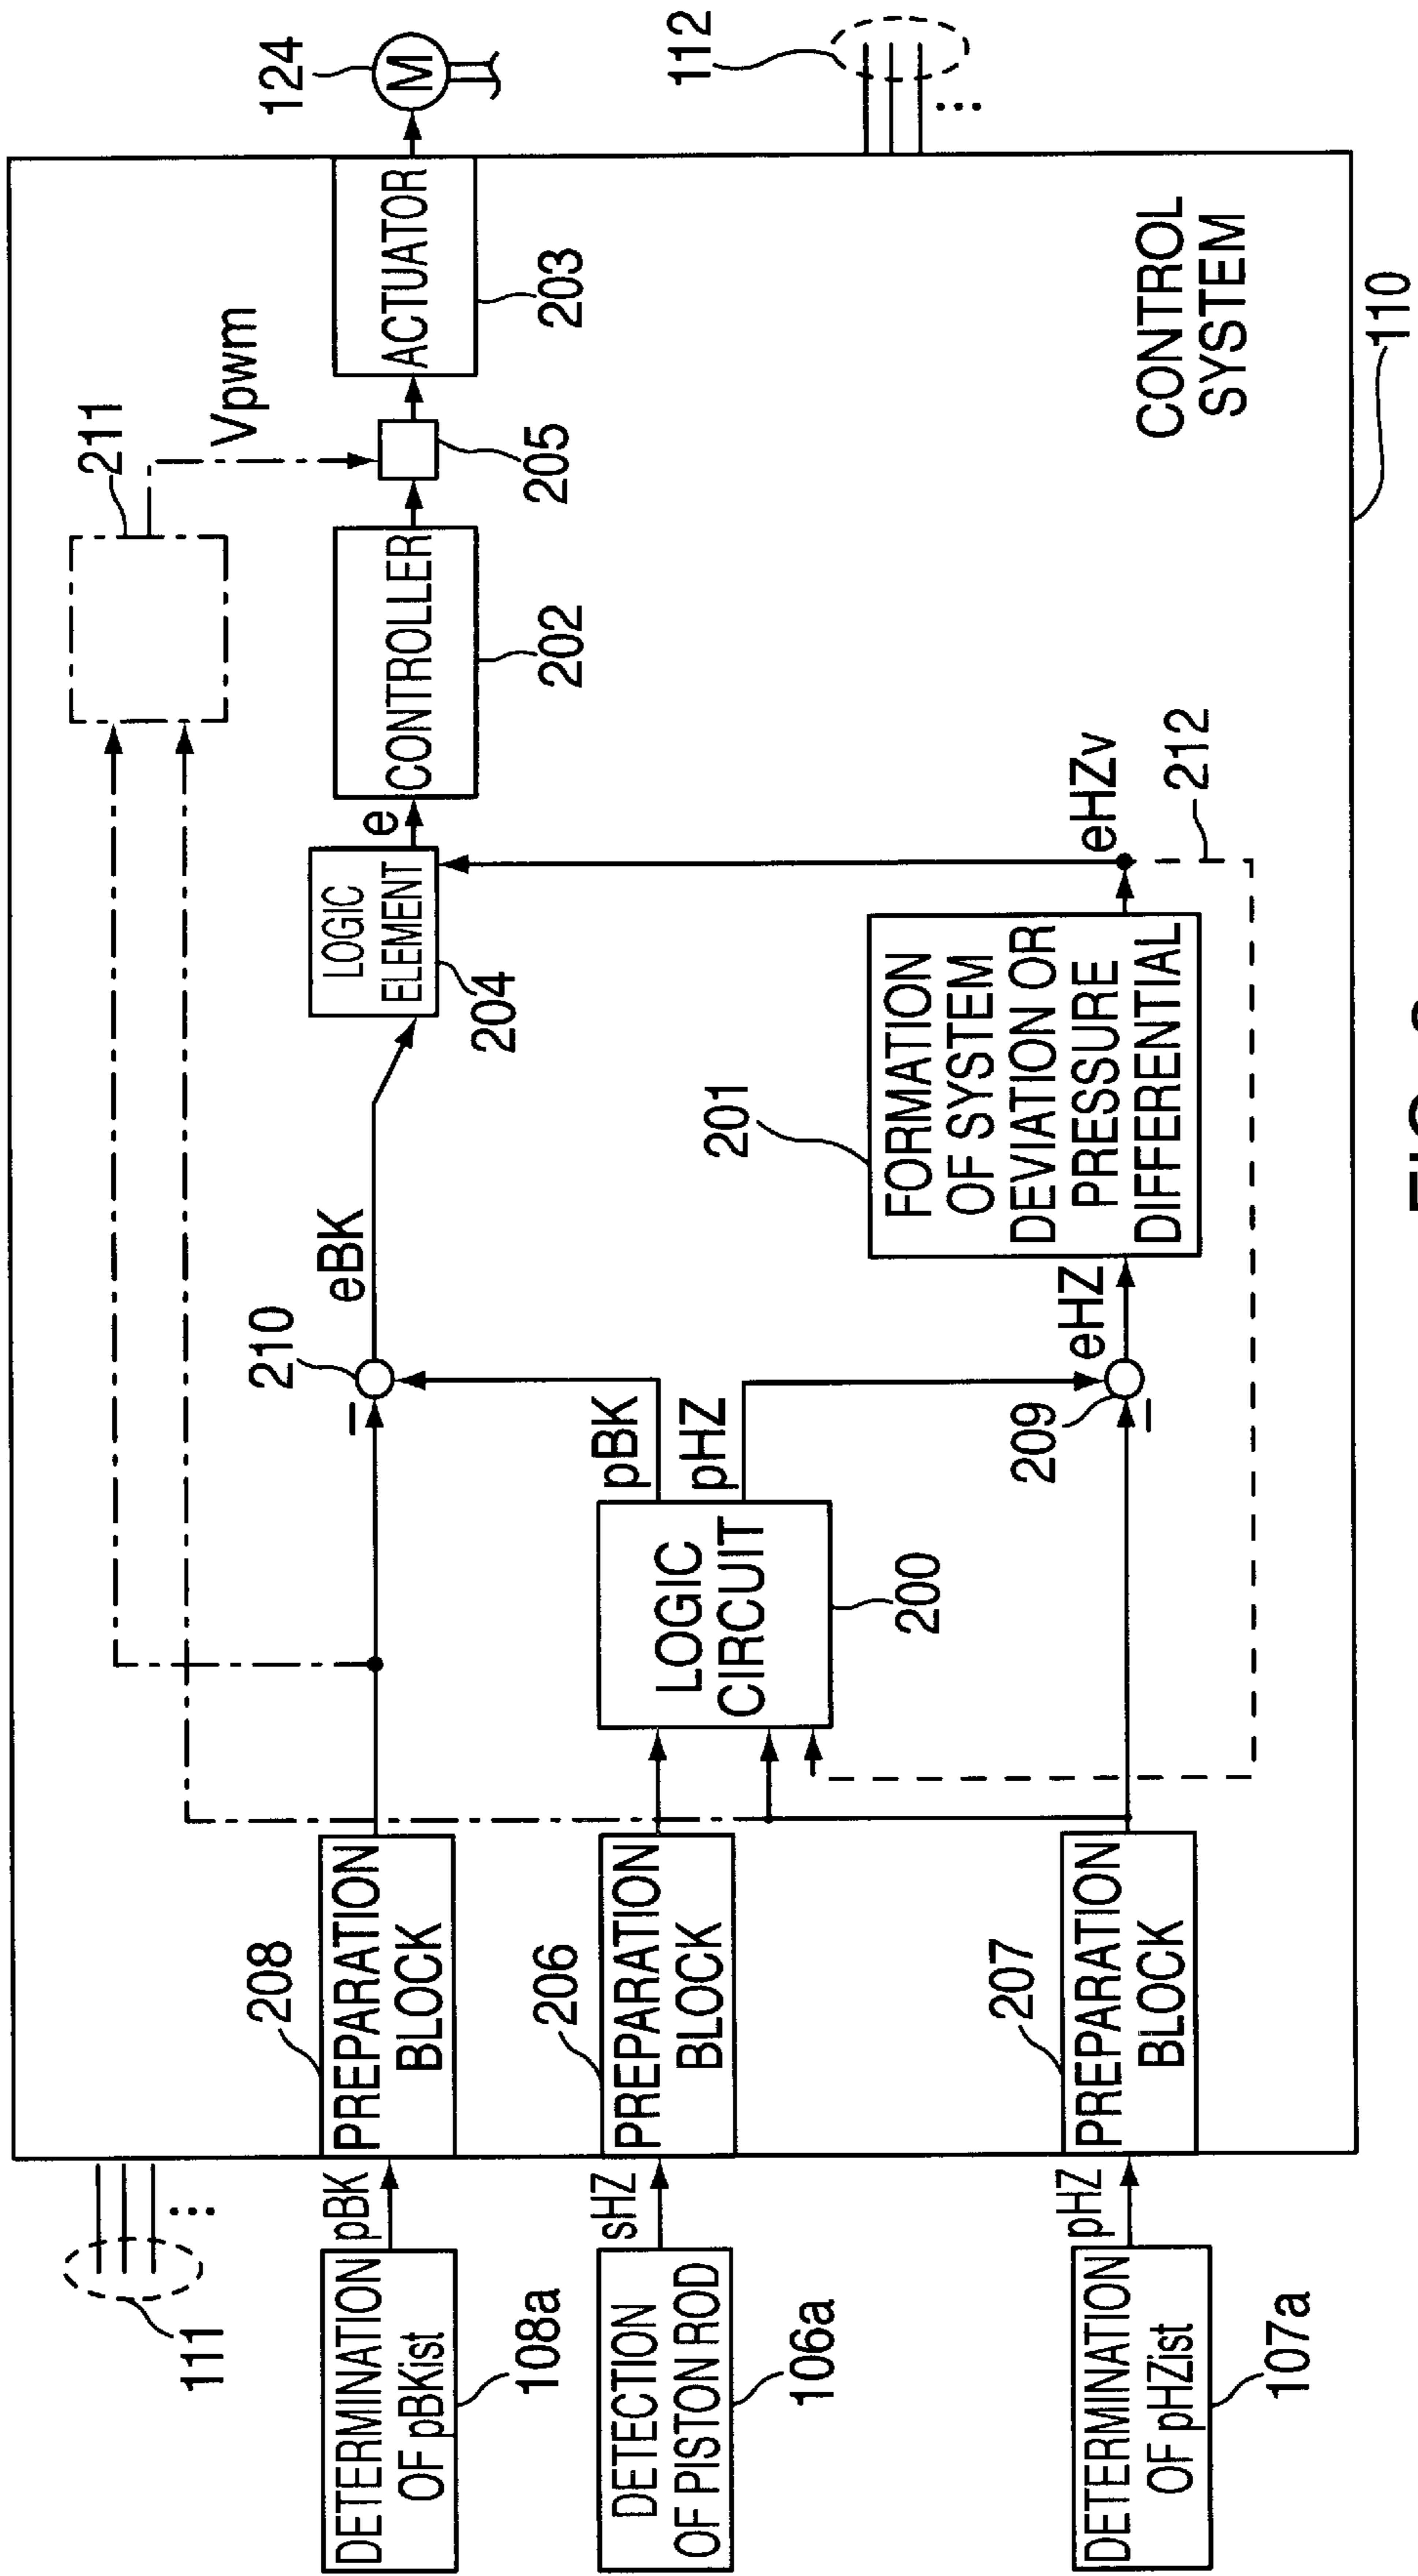 124
M
112
211
Vpwm
ACTUATOR
203
205
CONTROLLER
202
CONTROL
SYSTEM
110
e
LOGIC
ELEMENT
204
eHZv
212
201
FORMATION
OF SYSTEM
DEVIATION OR
PRESSURE
DIFFERENTIAL
eBK
210
eHZ
209
–
–
pBK
pHZ
LOGIC
CIRCUIT
200
208
PREPARATION
BLOCK
206
PREPARATION
BLOCK
207
PREPARATION
BLOCK
111
pBK
sHZ
pHZ
DETERMINATION
OF pBKist
108a
DETECTION
OF PISTON ROD
106a
DETERMINATION
OF pHZist
107a